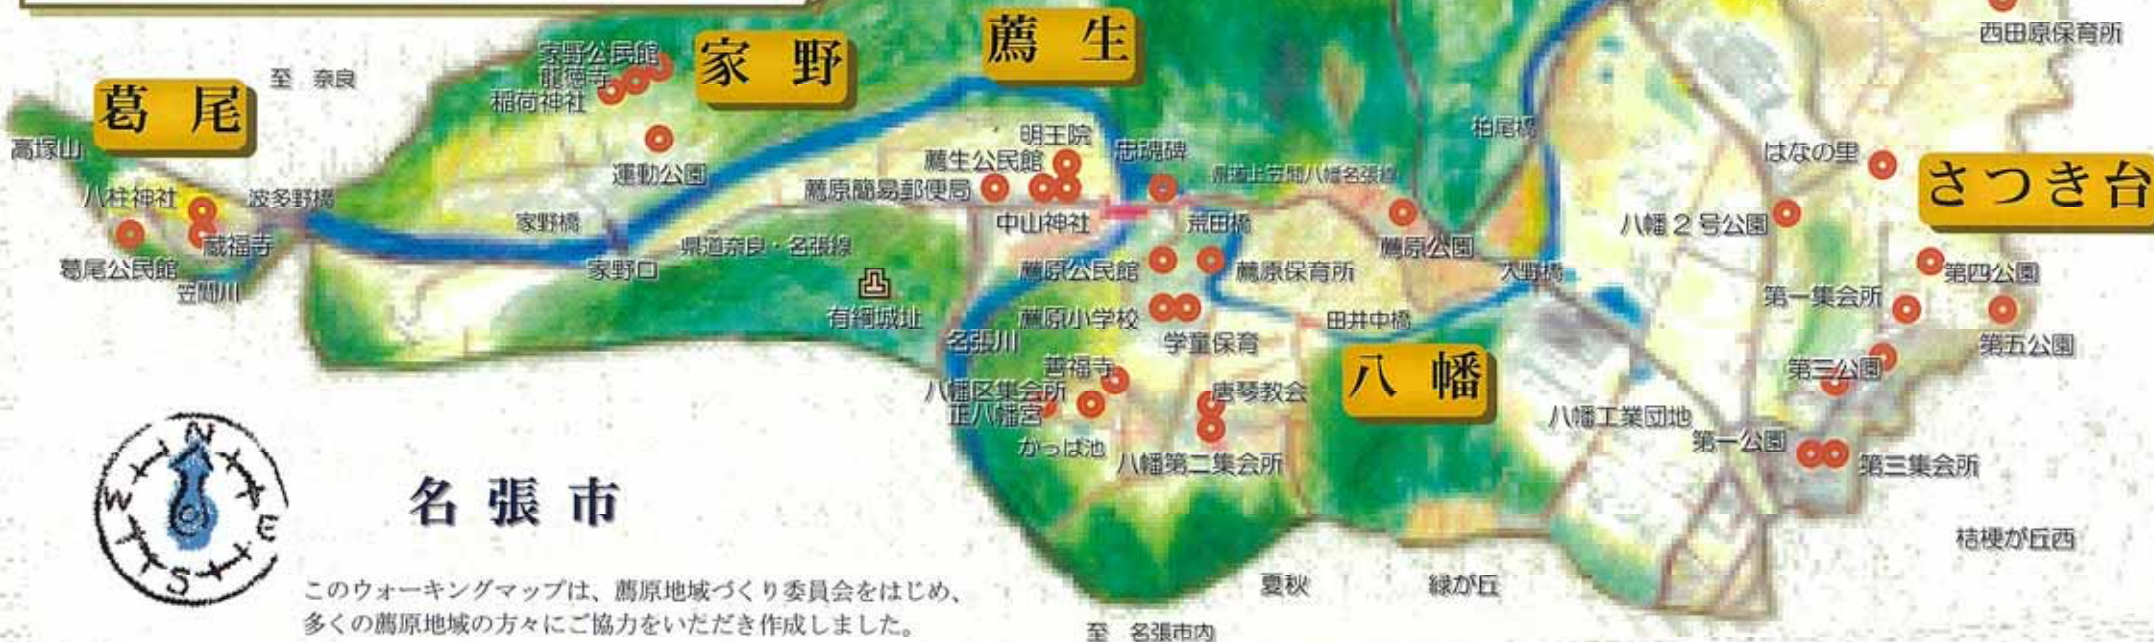 西田原保育所
葛尾
至 奈良
家野公民館
龍徳寺
稲荷神社
家野
薦生
高塚山
八柱神社
波多野橋
蔵福寺
葛尾公民館
笠間川
運動公園
家野橋
家野口
県道奈良・名張線
明王院
薦生公民館
薦原簡易郵便局
中山神社
忠魂碑
県道上笠間八幡名張線
荒田橋
柏尾橋
薦原公園
大野橋
はなの里
さつき台
八幡2号公園
第四公園
第一集会所
第五公園
第三公園
有綱城址
名張川
薦原公民館
薦原保育所
薦原小学校
学童保育
田井中橋
善福寺
八幡区集会所
正八幡宮
かっぱ池
唐琴教会
八幡第二集会所
八幡
八幡工業団地
第一公園
第三集会所
桔梗が丘西
N
W
E
S
名張市
このウォーキングマップは、薦原地域づくり委員会をはじめ、
多くの薦原地域の方々にご協力をいただき作成しました。
夏秋
緑が丘
至 名張市内